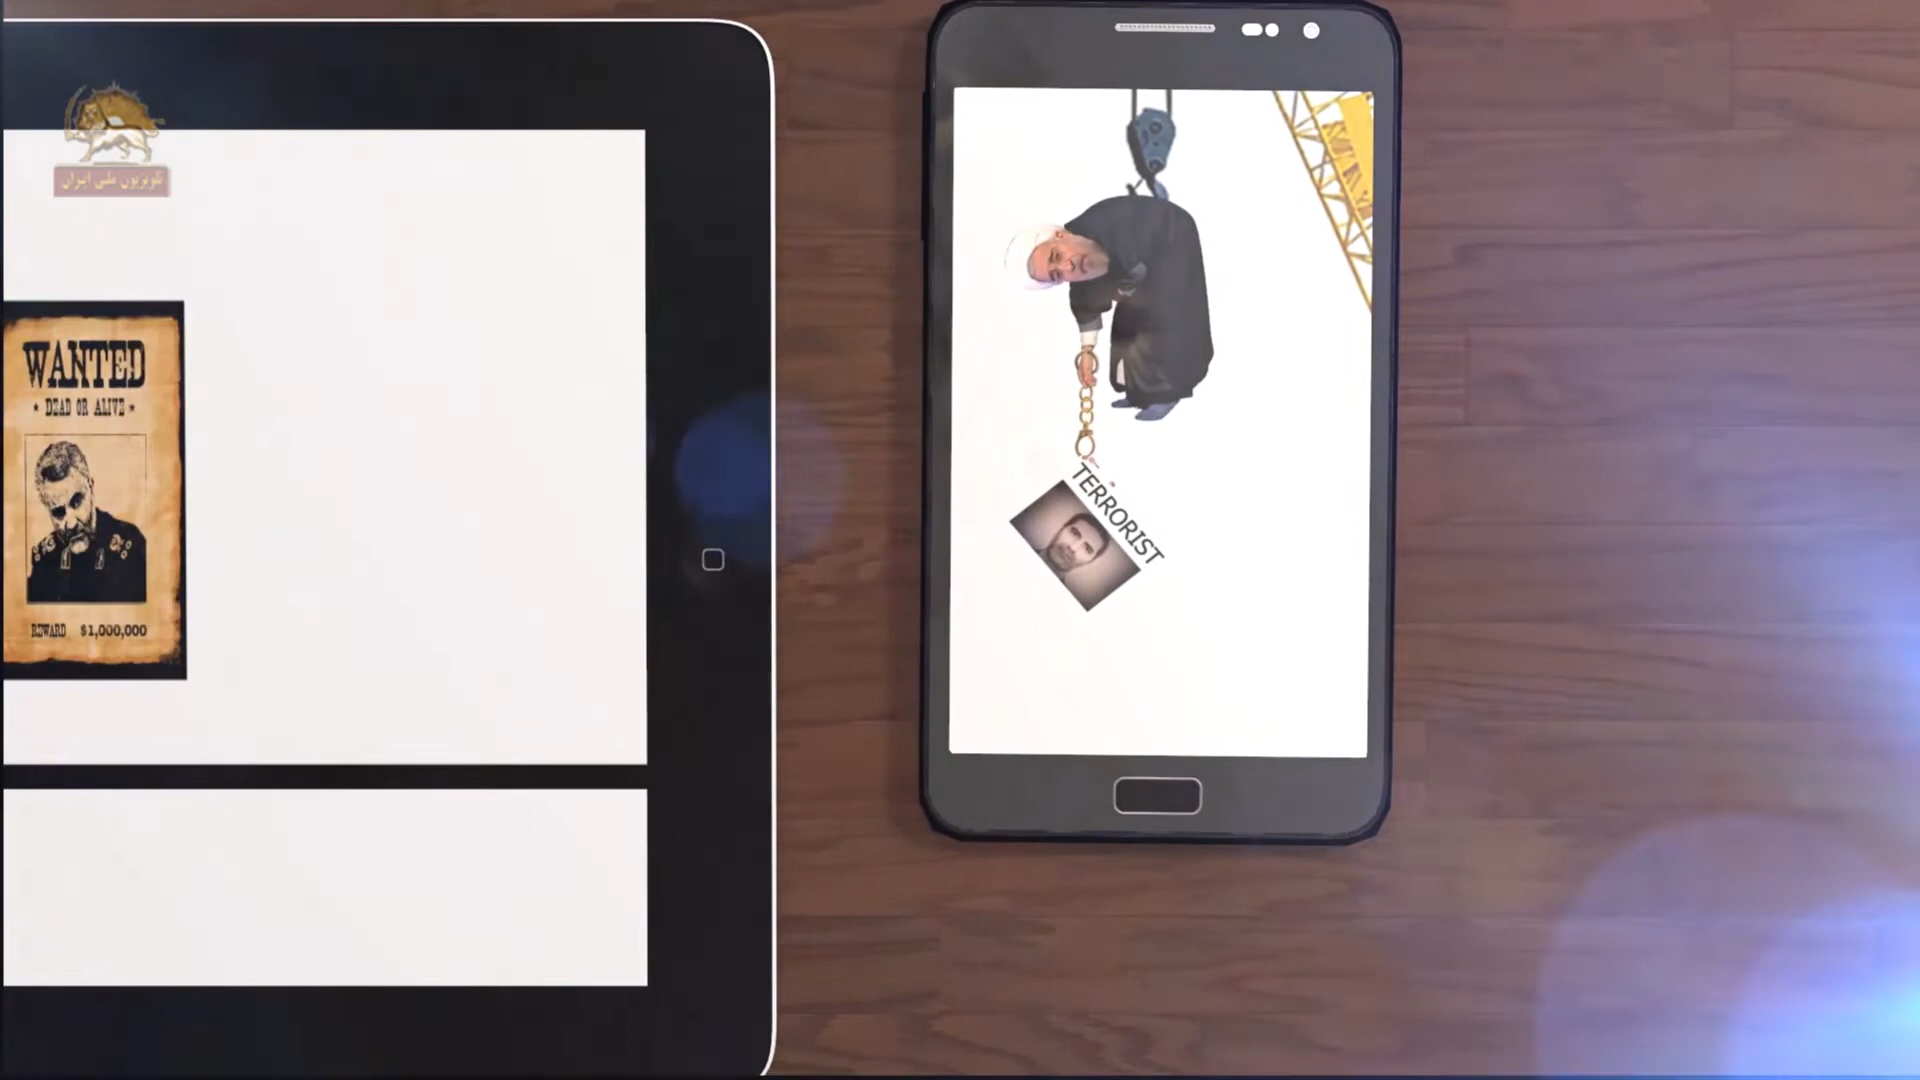 تلویزیون ملی ایران
WANTED
DEAD OR ALIVE
REWARD $1,000,000
TERRORIST